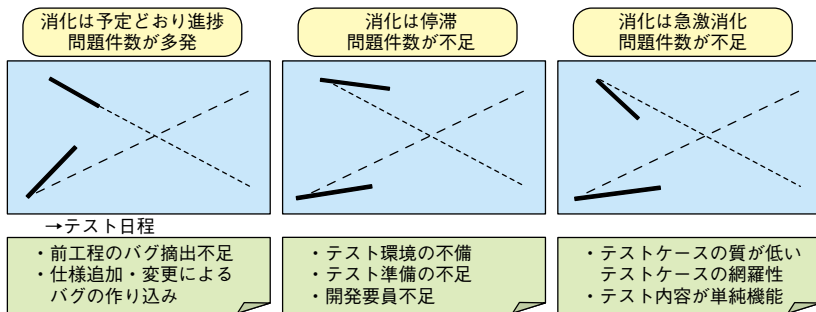 消化は予定どおり進捗
問題件数が多発
消化は停滞
問題件数が不足
消化は急激消化
問題件数が不足
→テスト日程
・前工程のバグ摘出不足
・仕様追加・変更による
バグの作り込み
・テスト環境の不備
・テスト準備の不足
・開発要員不足
・テストケースの質が低い
テストケースの網羅性
・テスト内容が単純機能